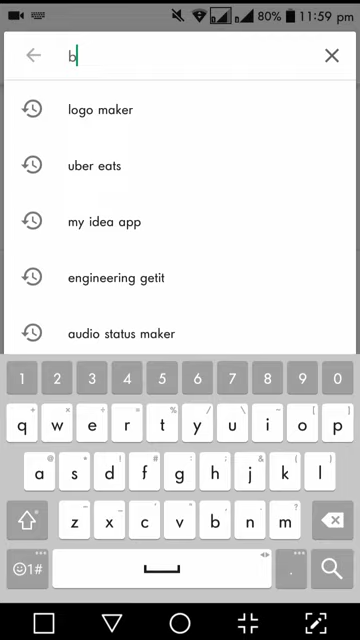 80% 11:59 pm
b
logo maker
uber eats
my idea app
engineering getit
audio status maker
1 2 3 4 5 6 7 8 9 0
q w e r t y u i o p
a s d f g h j k l
z x c v b n m
1# .